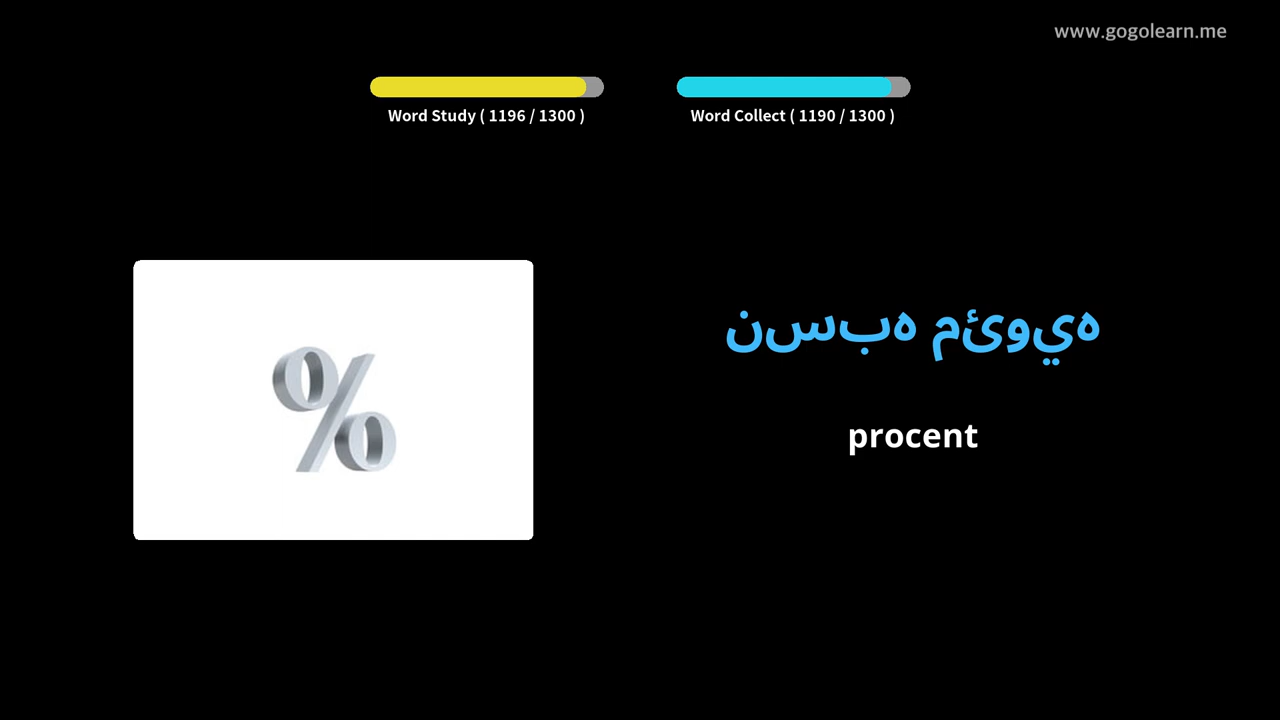 www.gogolearn.me
Word Study ( 1196 / 1300 )
Word Collect ( 1190 / 1300 )
%
نسبه مئويه
procent